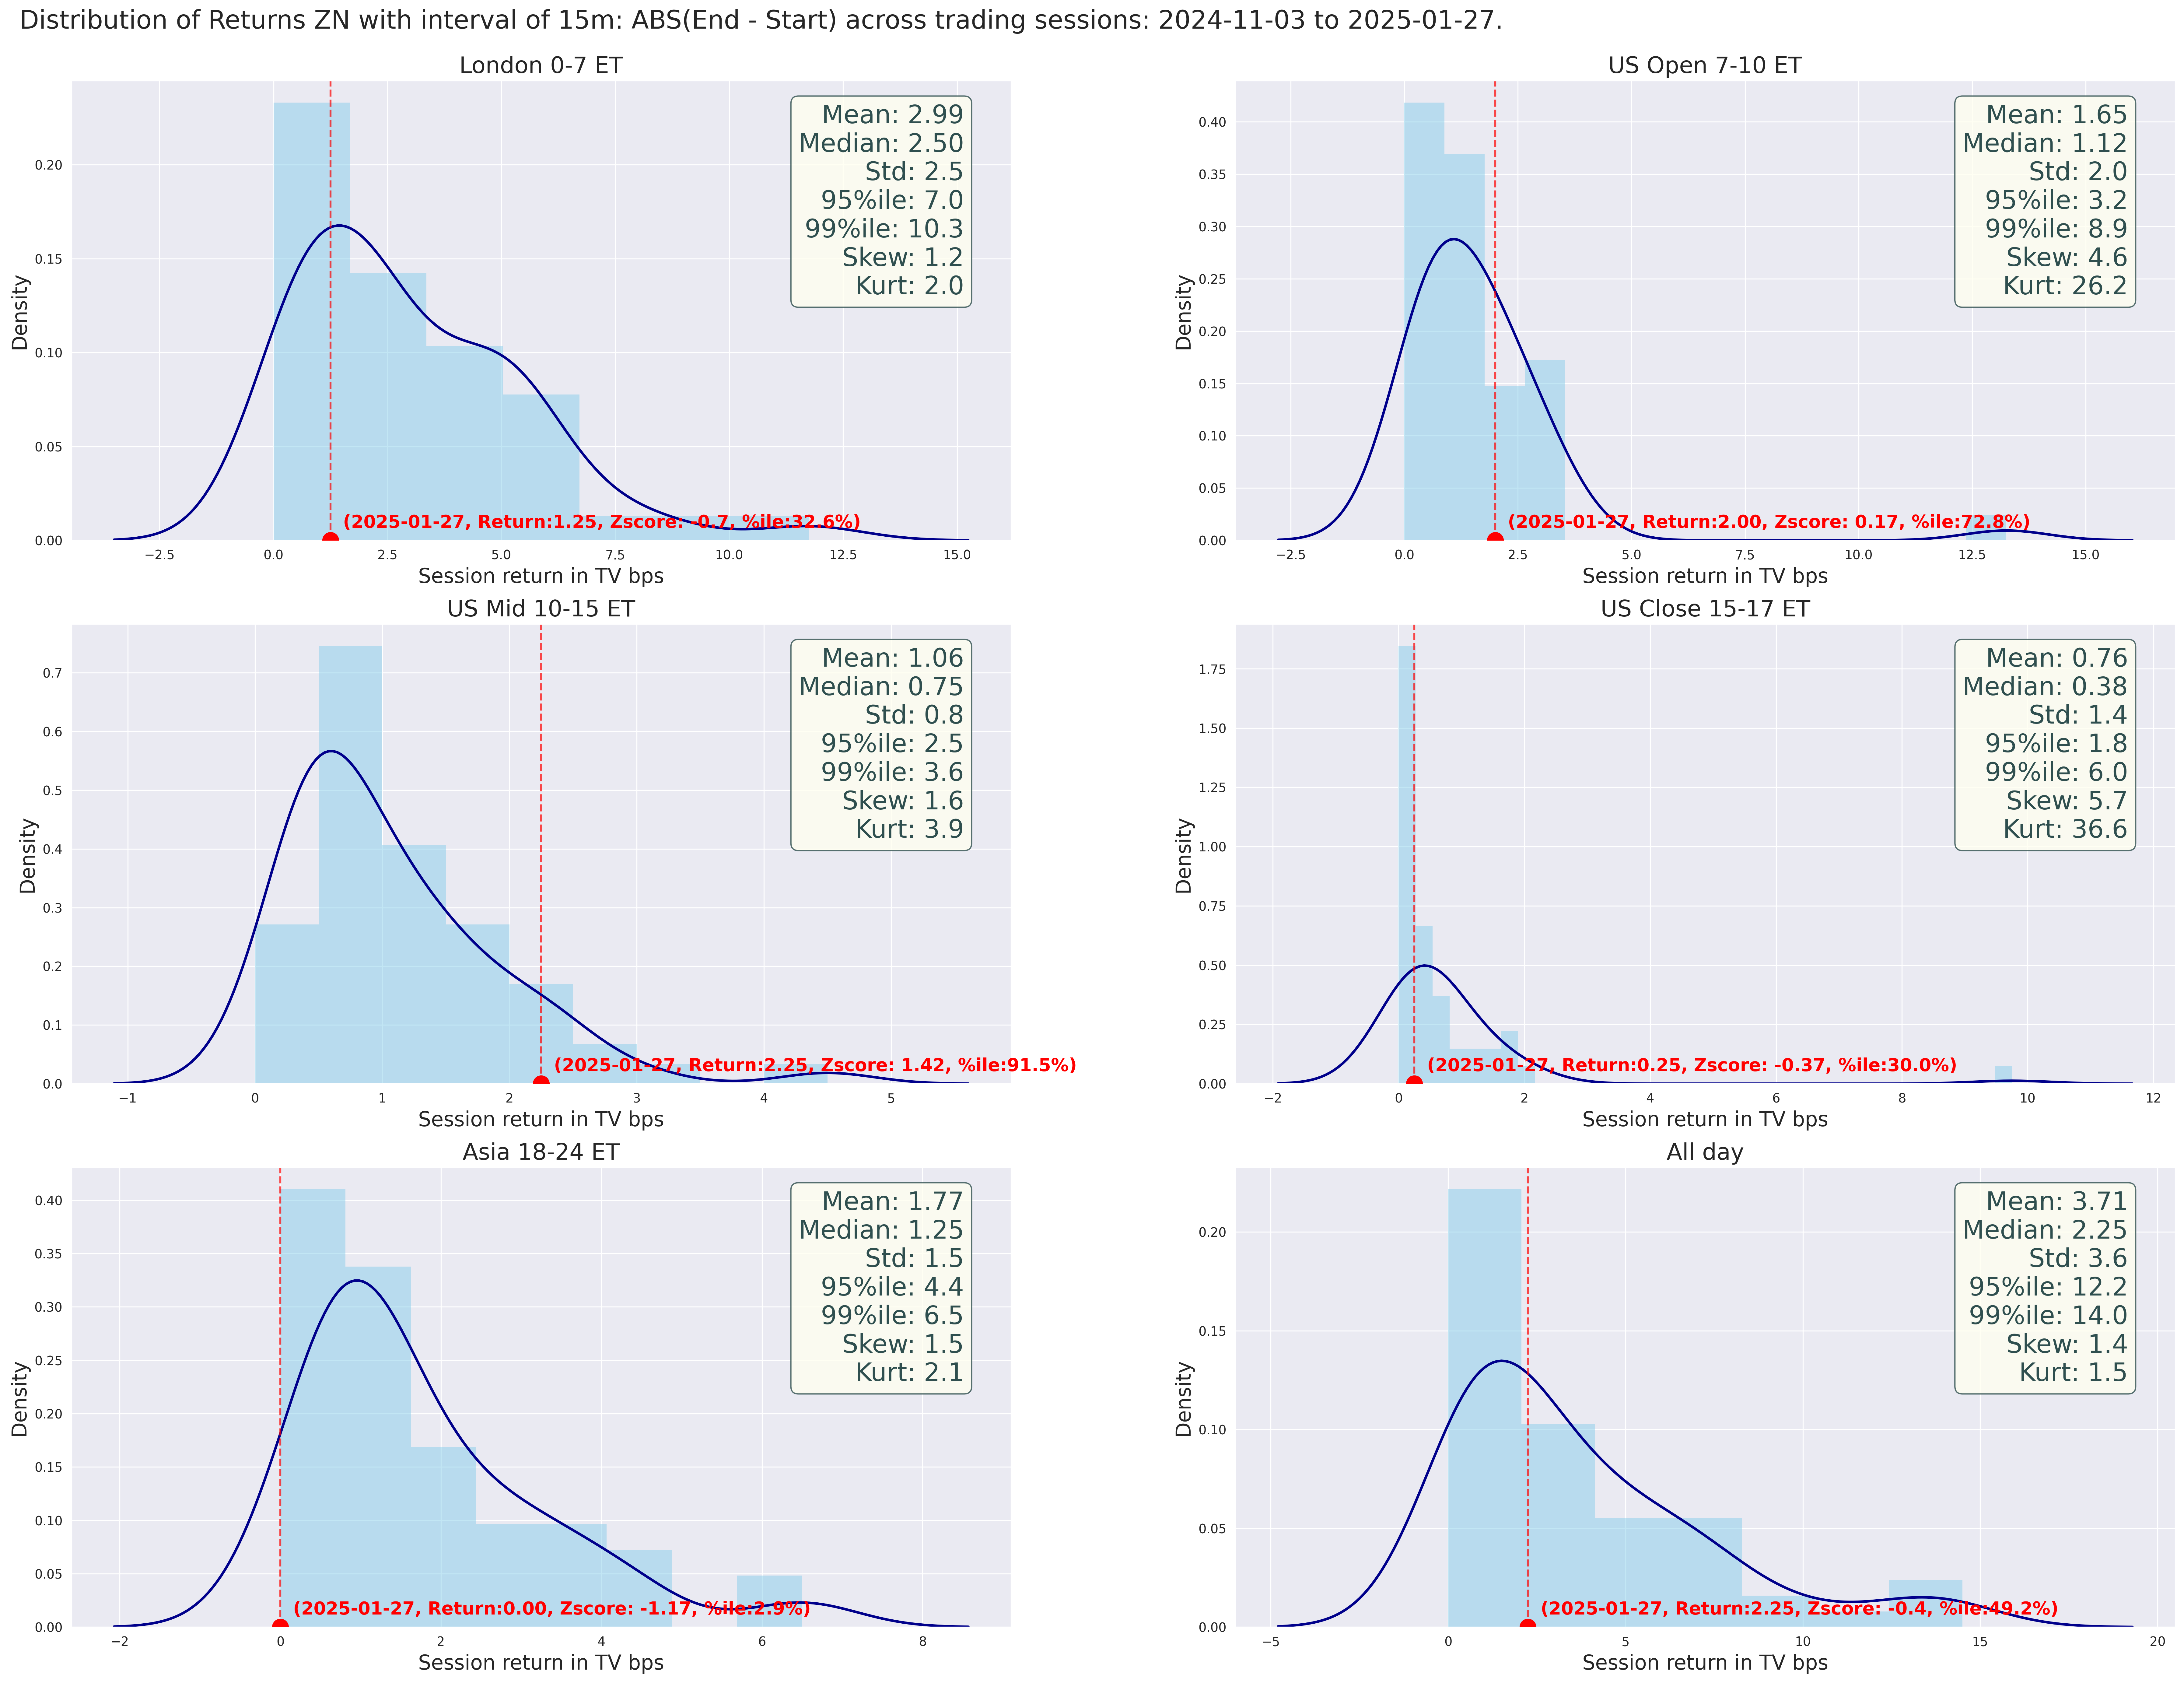 Distribution of Returns ZN with interval of 15m: ABS(End - Start) across trading sessions: 2024-11-03 to 2025-01-27.
London 0-7 ET
Mean: 2.99
Median: 2.50
Std: 2.5
95%ile: 7.0
99%ile: 10.3
Skew: 1.2
Kurt: 2.0
Density
0.20
0.15
0.10
0.05
0.00
(2025-01-27, Return:1.25, Zscore: -0.7, %ile:32.6%)
−2.5 0.0 2.5 5.0 7.5 10.0 12.5 15.0
Session return in TV bps
US Open 7-10 ET
Mean: 1.65
Median: 1.12
Std: 2.0
95%ile: 3.2
99%ile: 8.9
Skew: 4.6
Kurt: 26.2
Density
0.40
0.35
0.30
0.25
0.20
0.15
0.10
0.05
0.00
(2025-01-27, Return:2.00, Zscore: 0.17, %ile:72.8%)
−2.5 0.0 2.5 5.0 7.5 10.0 12.5 15.0
Session return in TV bps
US Mid 10-15 ET
Mean: 1.06
Median: 0.75
Std: 0.8
95%ile: 2.5
99%ile: 3.6
Skew: 1.6
Kurt: 3.9
Density
0.7
0.6
0.5
0.4
0.3
0.2
0.1
0.0
(2025-01-27, Return:2.25, Zscore: 1.42, %ile:91.5%)
−1 0 1 2 3 4 5
Session return in TV bps
US Close 15-17 ET
Mean: 0.76
Median: 0.38
Std: 1.4
95%ile: 1.8
99%ile: 6.0
Skew: 5.7
Kurt: 36.6
Density
1.75
1.50
1.25
1.00
0.75
0.50
0.25
0.00
(2025-01-27, Return:0.25, Zscore: -0.37, %ile:30.0%)
−2 0 2 4 6 8 10 12
Session return in TV bps
Asia 18-24 ET
Mean: 1.77
Median: 1.25
Std: 1.5
95%ile: 4.4
99%ile: 6.5
Skew: 1.5
Kurt: 2.1
Density
0.40
0.35
0.30
0.25
0.20
0.15
0.10
0.05
0.00
(2025-01-27, Return:0.00, Zscore: -1.17, %ile:2.9%)
−2 0 2 4 6 8
Session return in TV bps
All day
Mean: 3.71
Median: 2.25
Std: 3.6
95%ile: 12.2
99%ile: 14.0
Skew: 1.4
Kurt: 1.5
Density
0.20
0.15
0.10
0.05
0.00
(2025-01-27, Return:2.25, Zscore: -0.4, %ile:49.2%)
−5 0 5 10 15 20
Session return in TV bps